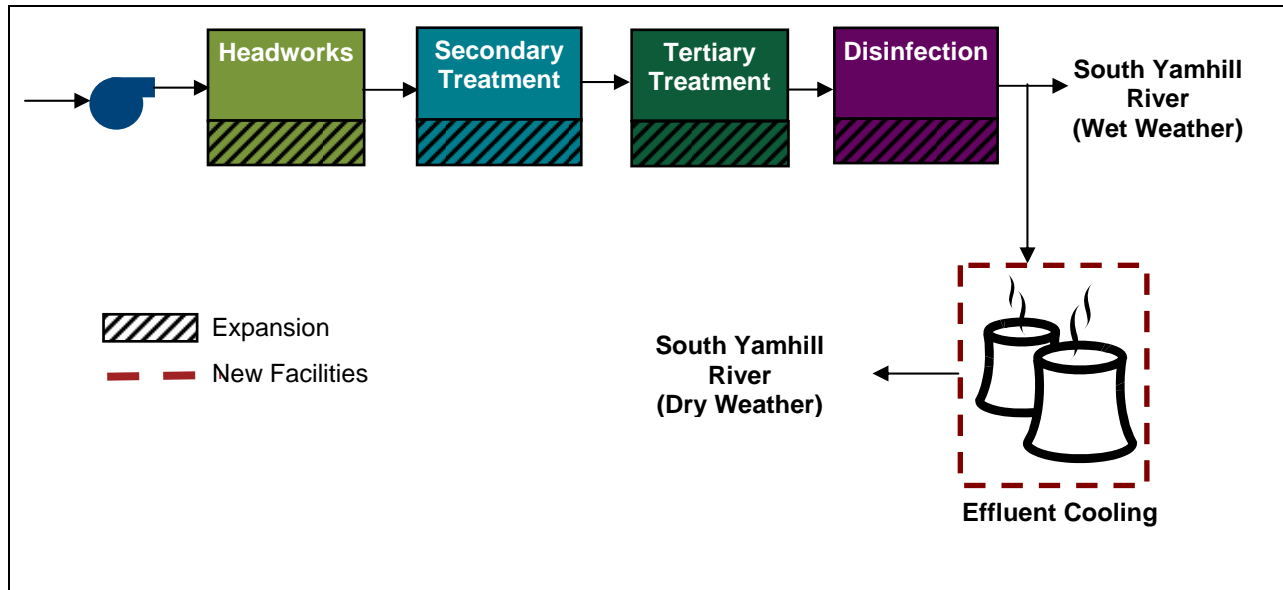 Headworks
Secondary
Treatment
Tertiary
Treatment
Disinfection
South Yamhill
River
(Wet Weather)
Expansion
New Facilities
South Yamhill
River
(Dry Weather)
Effluent Cooling